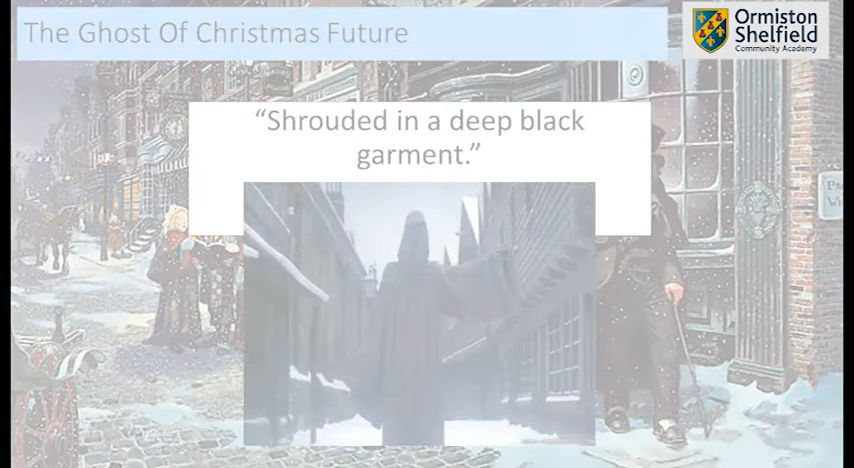 The Ghost Of Christmas Future
Ormiston
Shelfield
Community Academy
“Shrouded in a deep black
garment.”